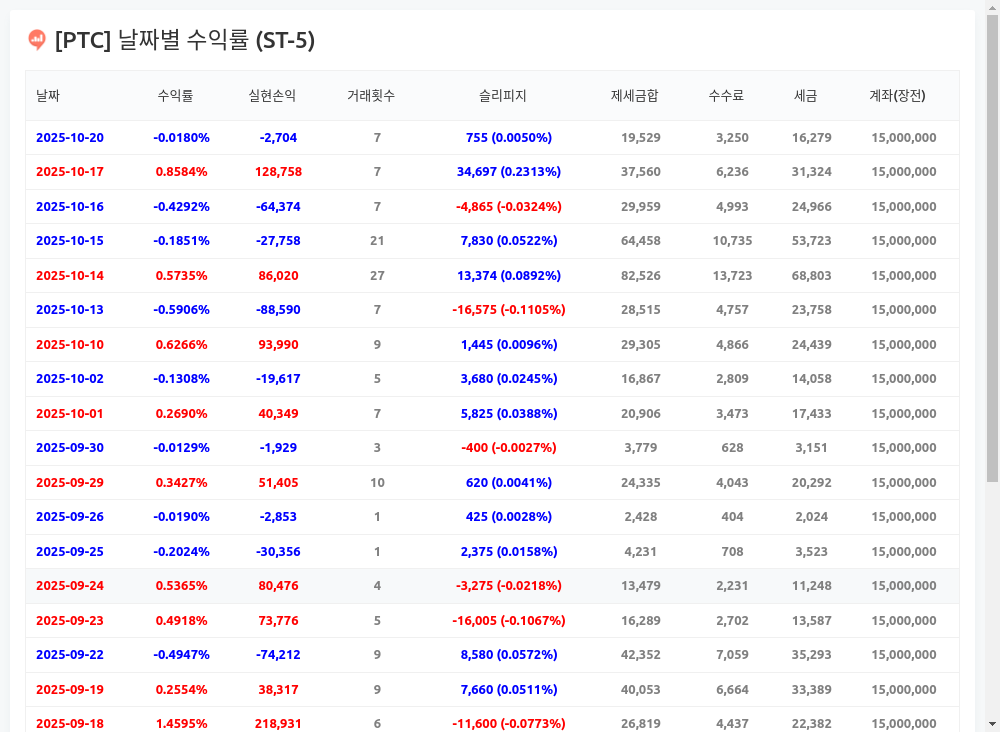 [PTC] 날짜별 수익률 (ST-5)
날짜 수익률 실현손익 거래횟수 슬리피지 제세금합 수수료 세금 계좌(장전)
2025-10-20 -0.0180% -2,704 7 755 (0.0050%) 19,529 3,250 16,279 15,000,000
2025-10-17 0.8584% 128,758 7 34,697 (0.2313%) 37,560 6,236 31,324 15,000,000
2025-10-16 -0.4292% -64,374 7 -4,865 (-0.0324%) 29,959 4,993 24,966 15,000,000
2025-10-15 -0.1851% -27,758 21 7,830 (0.0522%) 64,458 10,735 53,723 15,000,000
2025-10-14 0.5735% 86,020 27 13,374 (0.0892%) 82,526 13,723 68,803 15,000,000
2025-10-13 -0.5906% -88,590 7 -16,575 (-0.1105%) 28,515 4,757 23,758 15,000,000
2025-10-10 0.6266% 93,990 9 1,445 (0.0096%) 29,305 4,866 24,439 15,000,000
2025-10-02 -0.1308% -19,617 5 3,680 (0.0245%) 16,867 2,809 14,058 15,000,000
2025-10-01 0.2690% 40,349 7 5,825 (0.0388%) 20,906 3,473 17,433 15,000,000
2025-09-30 -0.0129% -1,929 3 -400 (-0.0027%) 3,779 628 3,151 15,000,000
2025-09-29 0.3427% 51,405 10 620 (0.0041%) 24,335 4,043 20,292 15,000,000
2025-09-26 -0.0190% -2,853 1 425 (0.0028%) 2,428 404 2,024 15,000,000
2025-09-25 -0.2024% -30,356 1 2,375 (0.0158%) 4,231 708 3,523 15,000,000
2025-09-24 0.5365% 80,476 4 -3,275 (-0.0218%) 13,479 2,231 11,248 15,000,000
2025-09-23 0.4918% 73,776 5 -16,005 (-0.1067%) 16,289 2,702 13,587 15,000,000
2025-09-22 -0.4947% -74,212 9 8,580 (0.0572%) 42,352 7,059 35,293 15,000,000
2025-09-19 0.2554% 38,317 9 7,660 (0.0511%) 40,053 6,664 33,389 15,000,000
2025-09-18 1.4595% 218,931 6 -11,600 (-0.0773%) 26,819 4,437 22,382 15,000,000